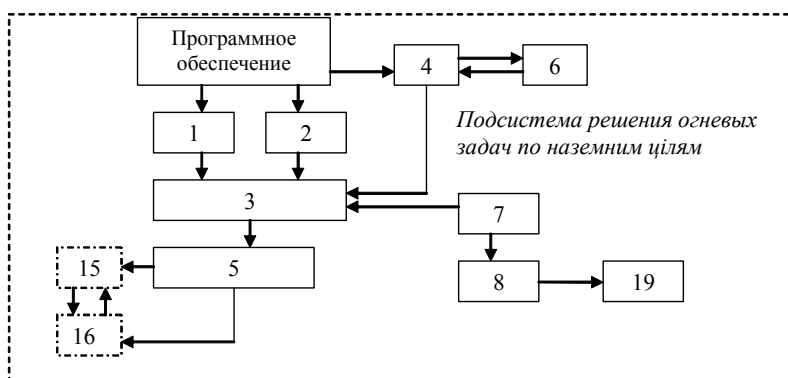 Программное
обеспечение
4
6
1
2
Подсистема решения огневых
задач по наземним цілям
3
7
15
5
8
19
16